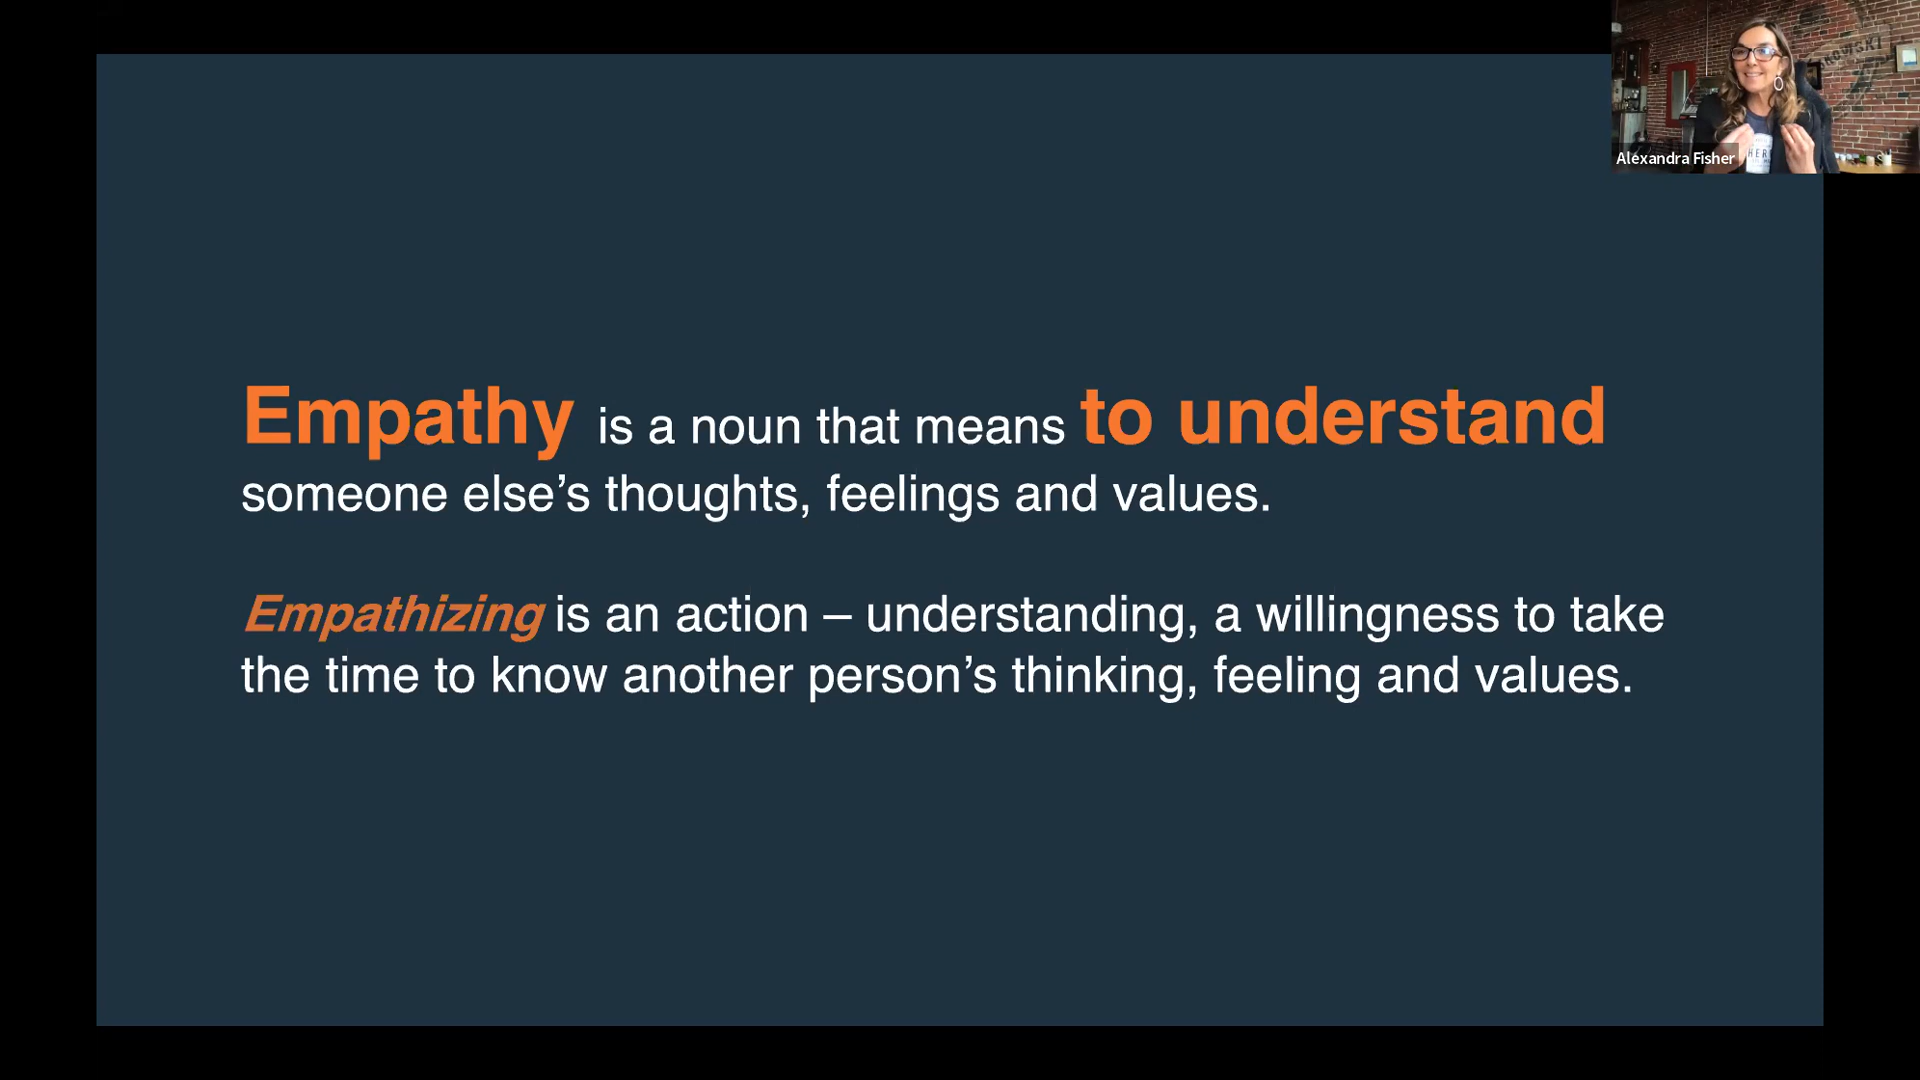 Alexandra Fisher
Empathy is a noun that means to understand
someone else’s thoughts, feelings and values.
Empathizing is an action – understanding, a willingness to take
the time to know another person’s thinking, feeling and values.